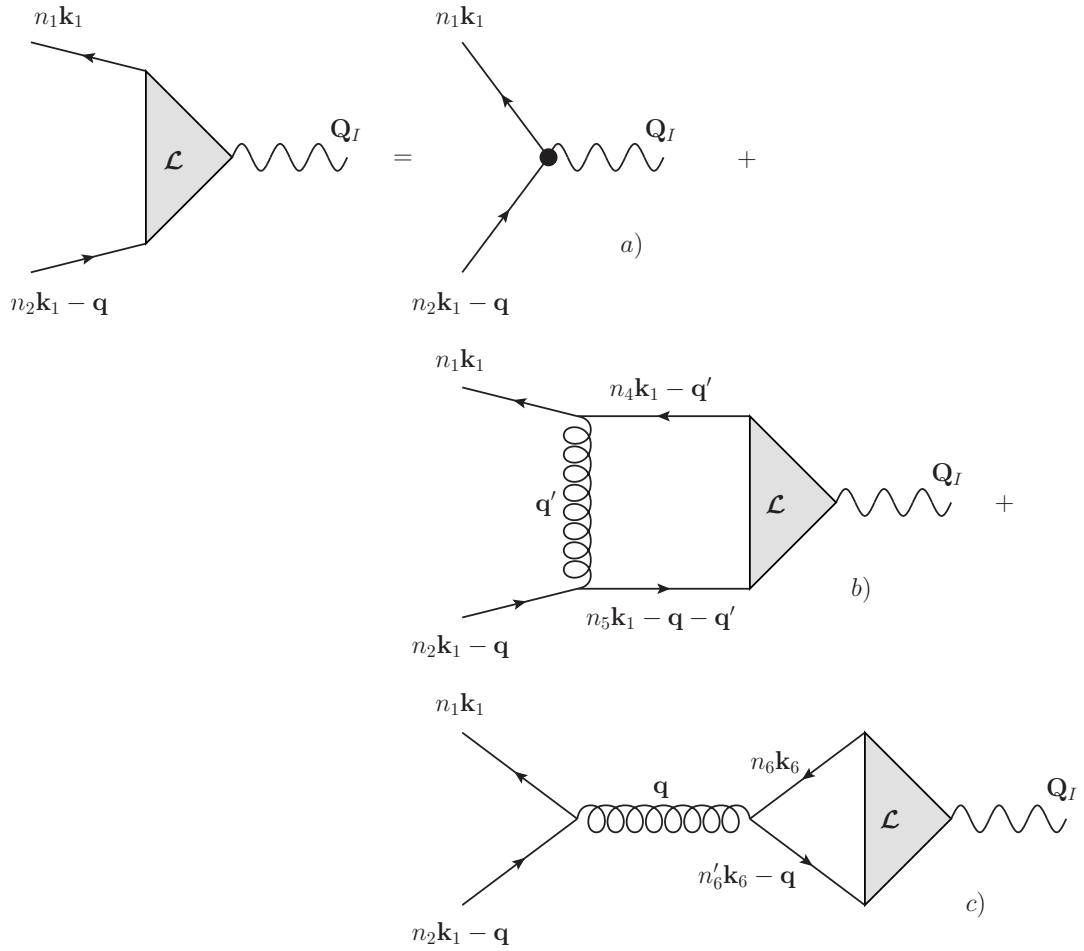 n₁k₁ n₁k₁
Q_I Q_I
ℒ = +
a)
n₂k₁ − q n₂k₁ − q
n₁k₁ n₄k₁ − q′
Q_I
q′ ℒ +
b)
n₅k₁ − q − q′
n₂k₁ − q
n₁k₁
n₆k₆
q Q_I
ℒ
n′₆k₆ − q
c)
n₂k₁ − q